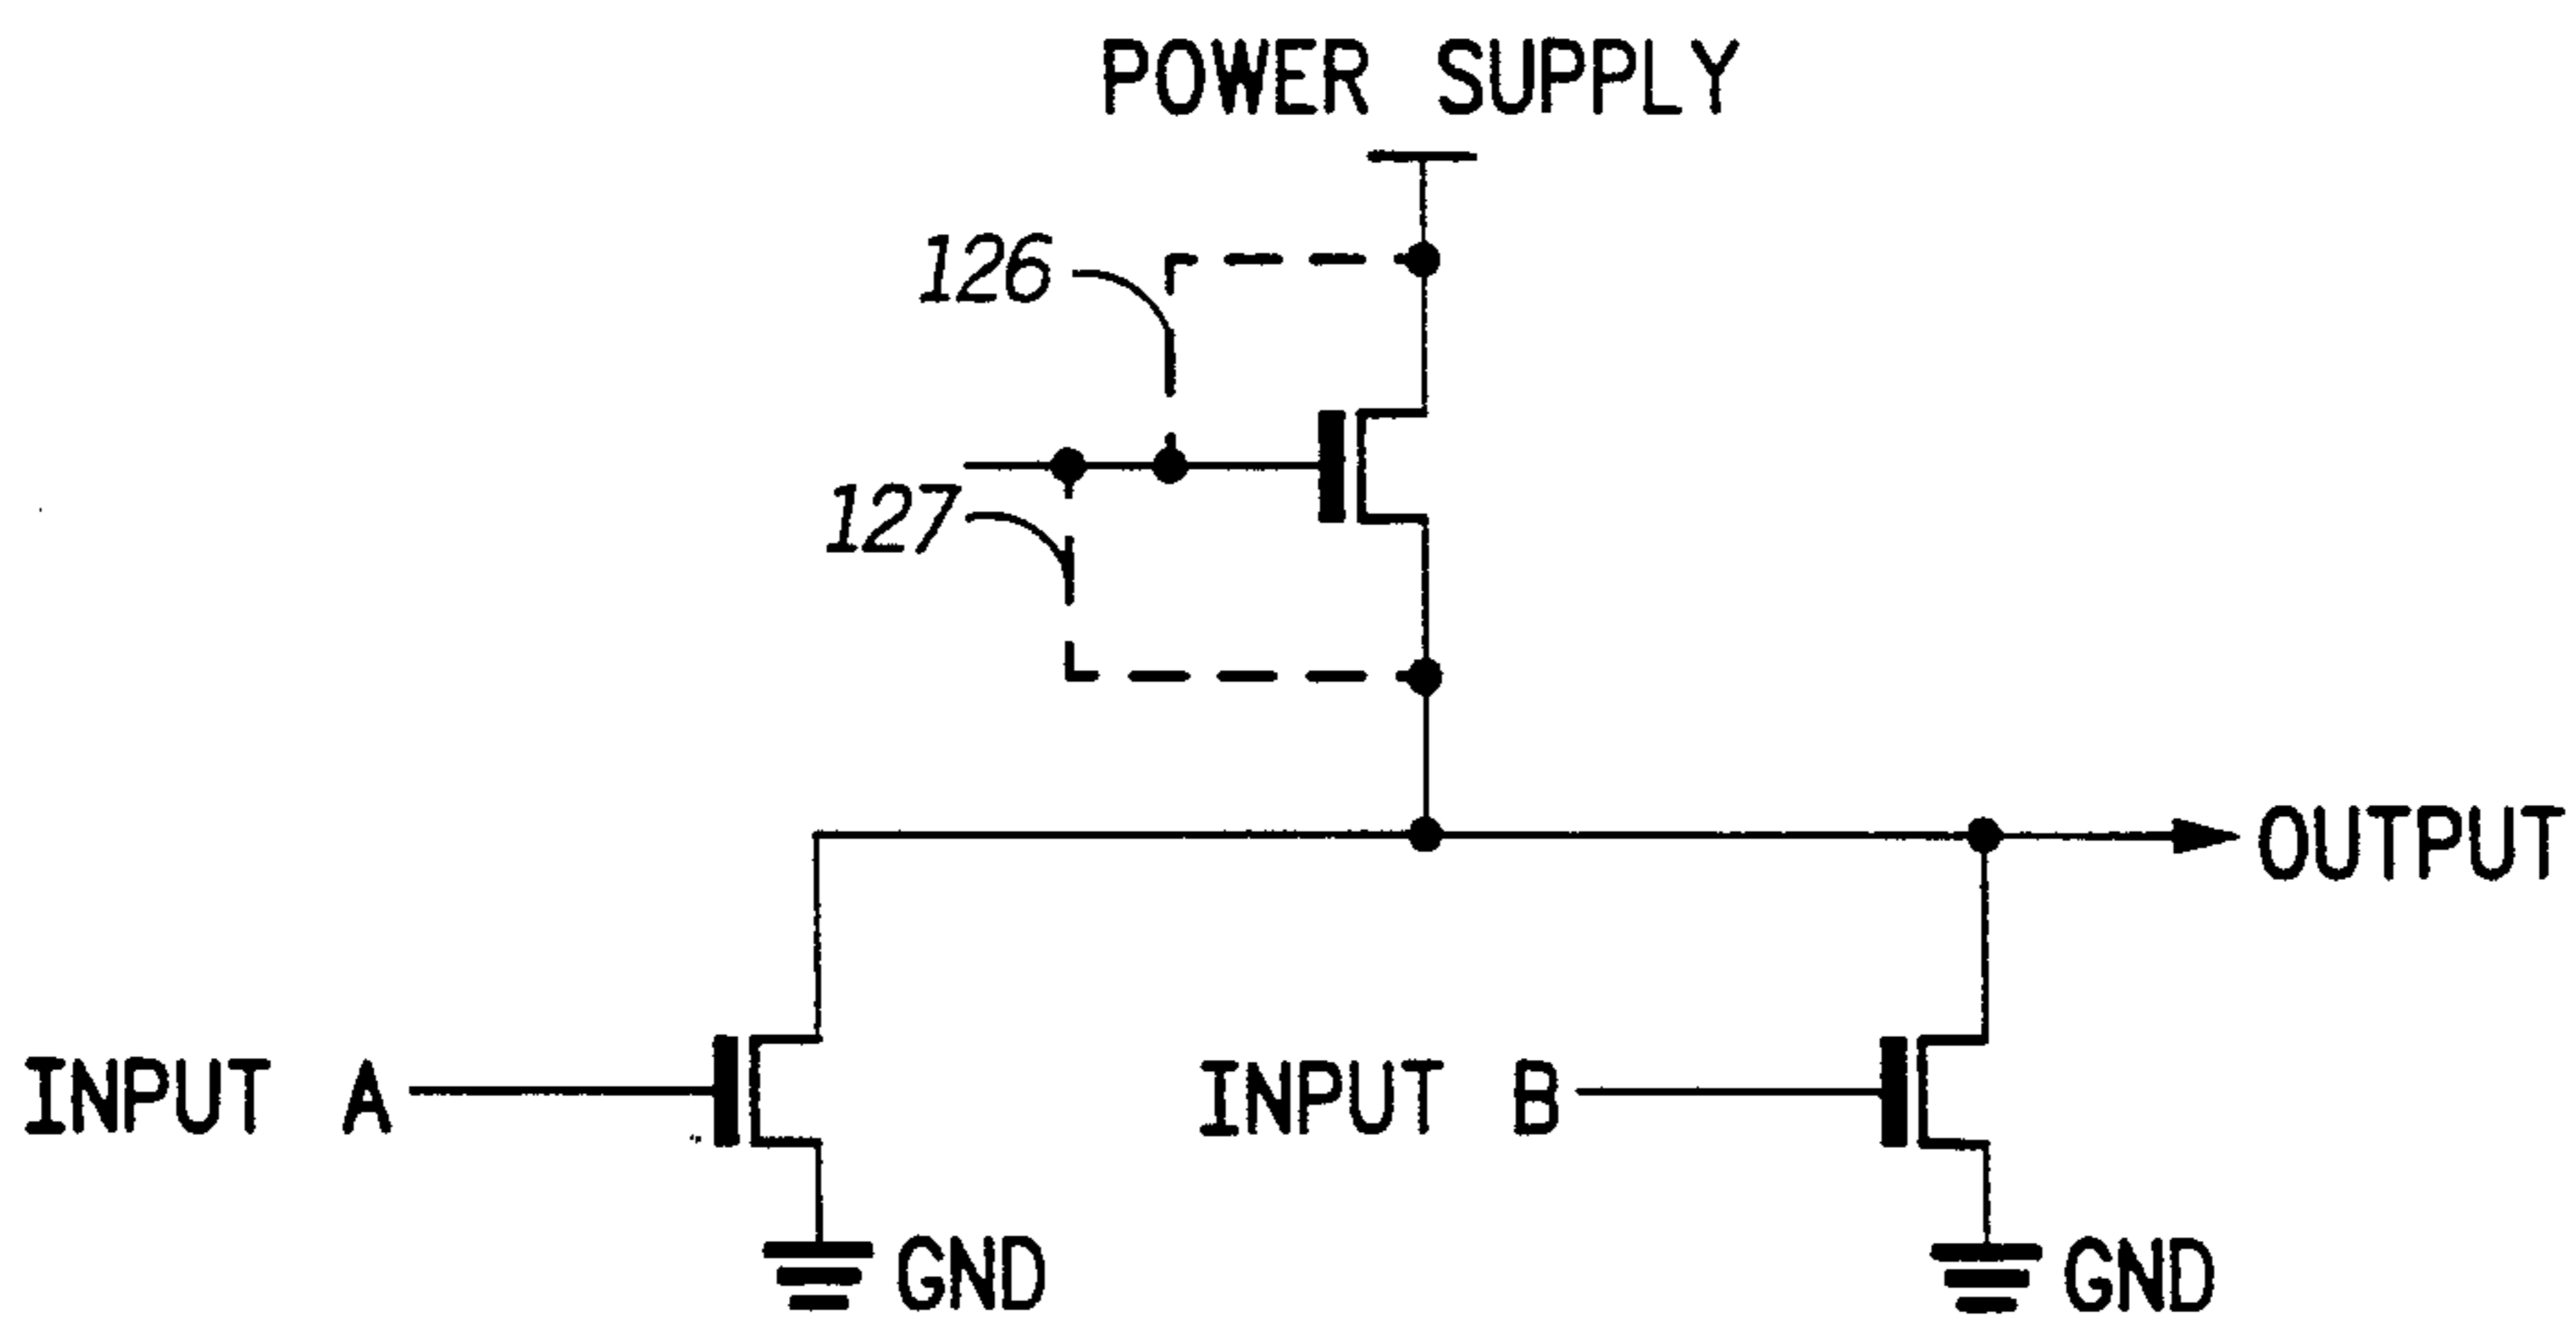 POWER SUPPLY
126
127
OUTPUT
INPUT A
INPUT B
GND
GND